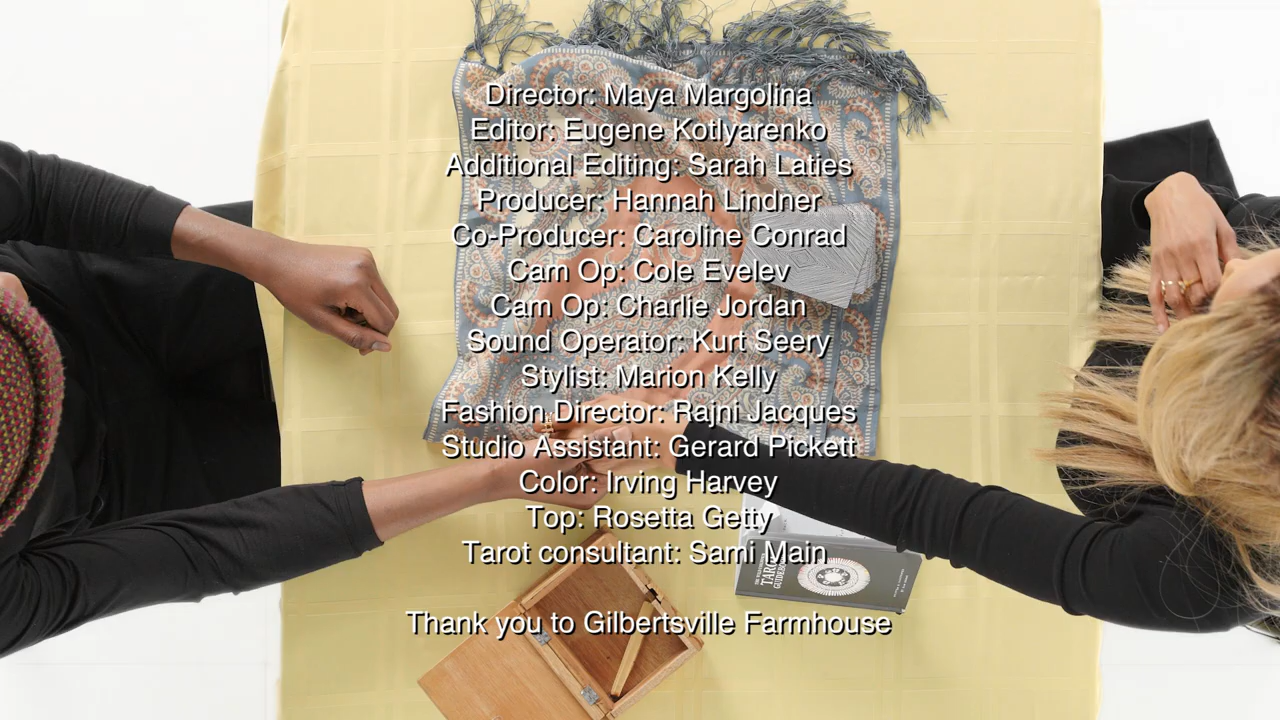 Director: Maya Margolina
Editor: Eugene Kotlyarenko
Additional Editing: Sarah Laties
Producer: Hannah Lindner
Co-Producer: Caroline Conrad
Cam Op: Cole Evelev
Cam Op: Charlie Jordan
Sound Operator: Kurt Seery
Stylist: Marion Kelly
Fashion Director: Rajni Jacques
Studio Assistant: Gerard Pickett
Color: Irving Harvey
Top: Rosetta Getty
Tarot consultant: Sami Main
Thank you to Gilbertsville Farmhouse